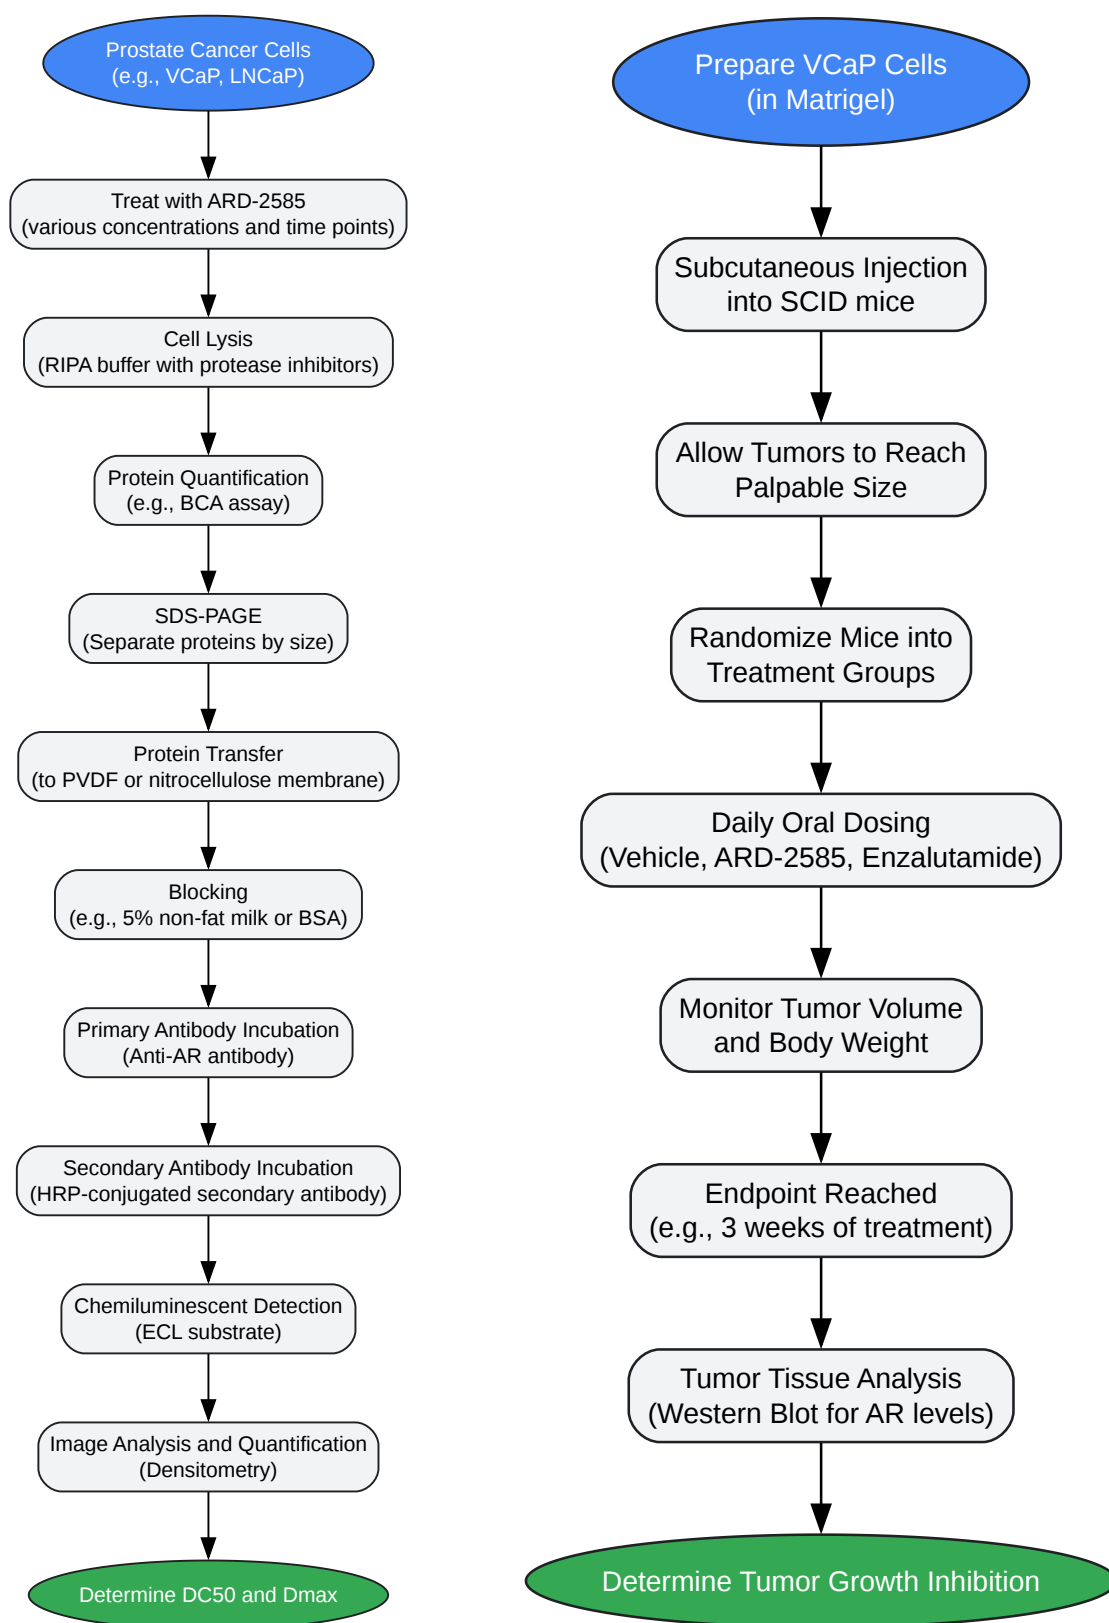 Prostate Cancer Cells
(e.g., VCaP, LNCaP)
Treat with ARD-2585
(various concentrations and time points)
Cell Lysis
(RIPA buffer with protease inhibitors)
Protein Quantification
(e.g., BCA assay)
SDS-PAGE
(Separate proteins by size)
Protein Transfer
(to PVDF or nitrocellulose membrane)
Blocking
(e.g., 5% non-fat milk or BSA)
Primary Antibody Incubation
(Anti-AR antibody)
Secondary Antibody Incubation
(HRP-conjugated secondary antibody)
Chemiluminescent Detection
(ECL substrate)
Image Analysis and Quantification
(Densitometry)
Determine DC50 and Dmax
Prepare VCaP Cells
(in Matrigel)
Subcutaneous Injection
into SCID mice
Allow Tumors to Reach
Palpable Size
Randomize Mice into
Treatment Groups
Daily Oral Dosing
(Vehicle, ARD-2585, Enzalutamide)
Monitor Tumor Volume
and Body Weight
Endpoint Reached
(e.g., 3 weeks of treatment)
Tumor Tissue Analysis
(Western Blot for AR levels)
Determine Tumor Growth Inhibition